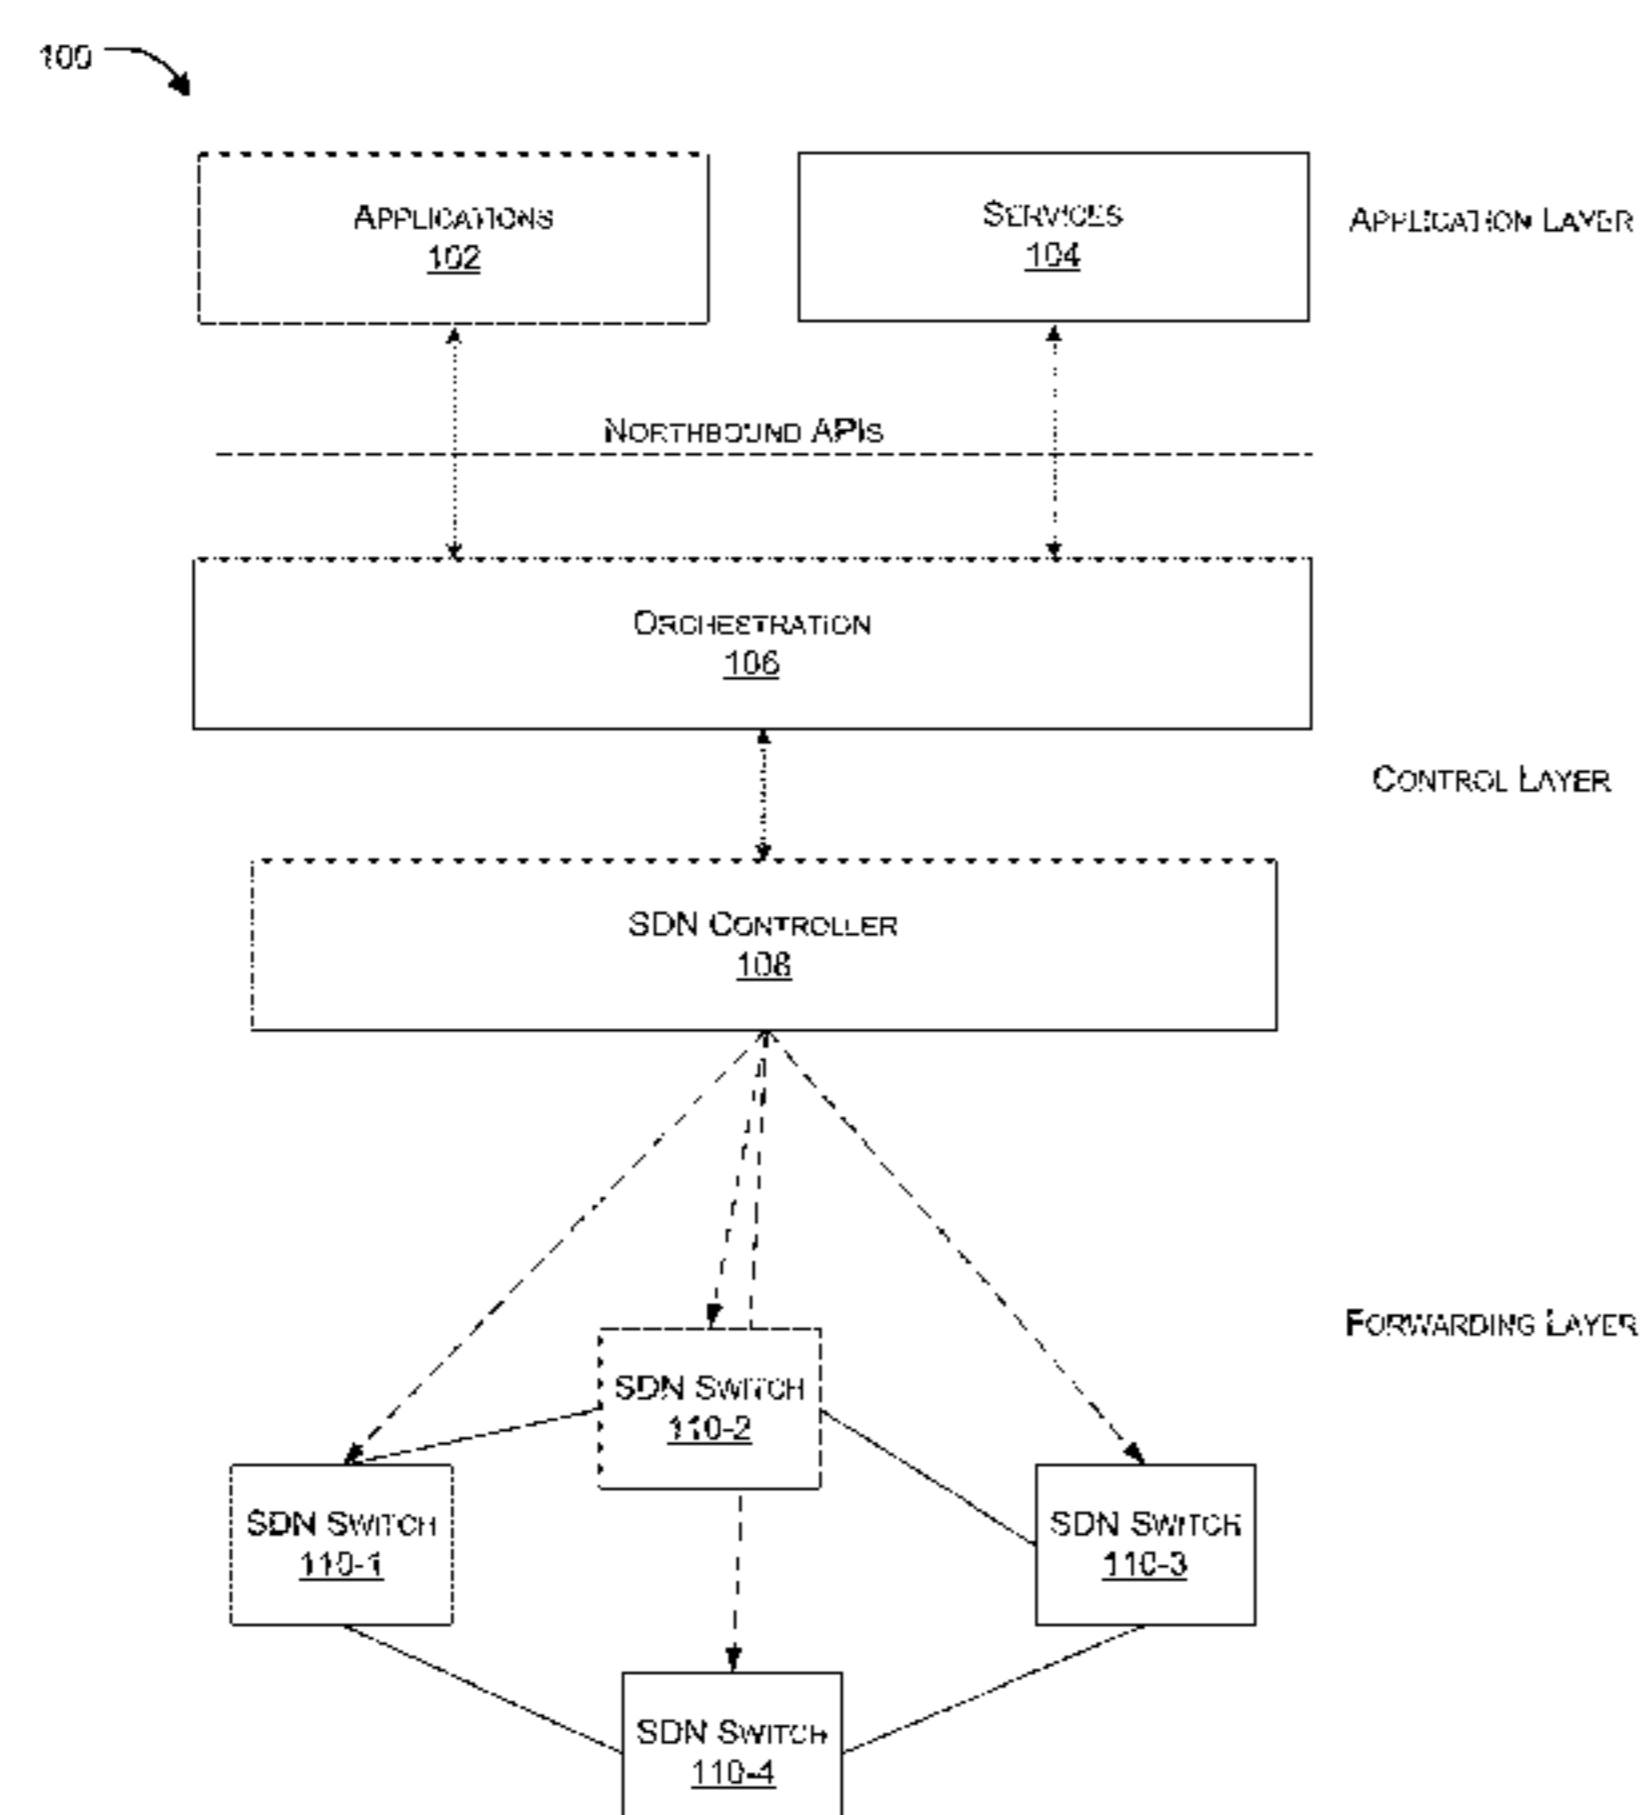 100
APPLICATIONS
102
SERVICES
104
APPLICATION LAYER
NORTHBOUND APIS
ORCHESTRATION
106
CONTROL LAYER
SDN CONTROLLER
108
FORWARDING LAYER
SDN SWITCH
110-2
SDN SWITCH
110-1
SDN SWITCH
110-3
SDN SWITCH
110-4